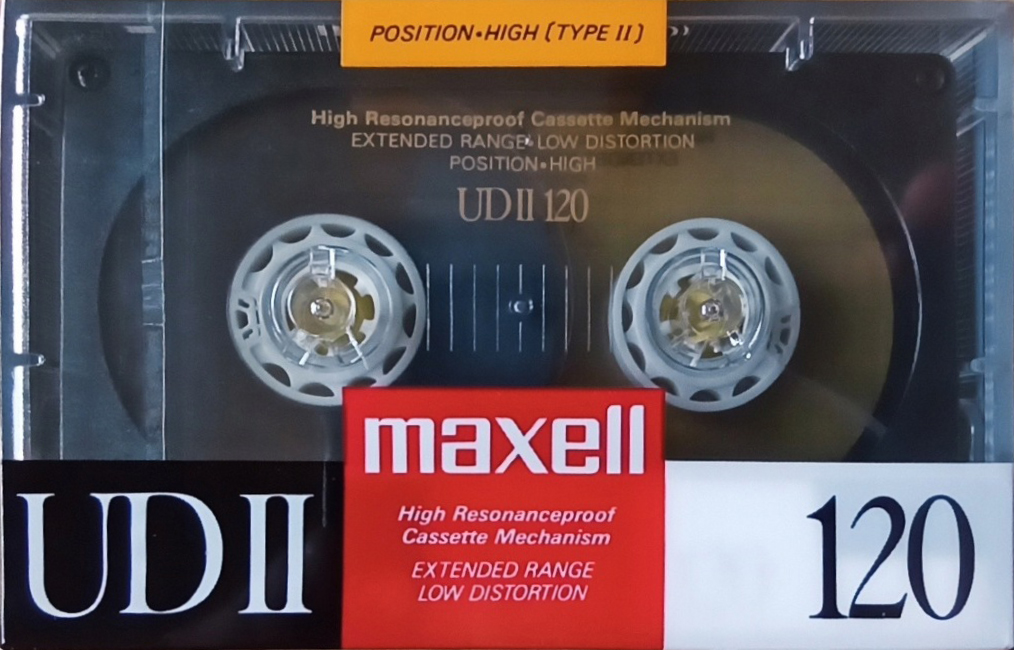 POSITION•HIGH (TYPE II)
High Resonanceproof Cassette Mechanism
EXTENDED RANGE•LOW DISTORTION
POSITION•HIGH
UD II 120
maxell
High Resonanceproof
Cassette Mechanism
EXTENDED RANGE
LOW DISTORTION
UD II
120